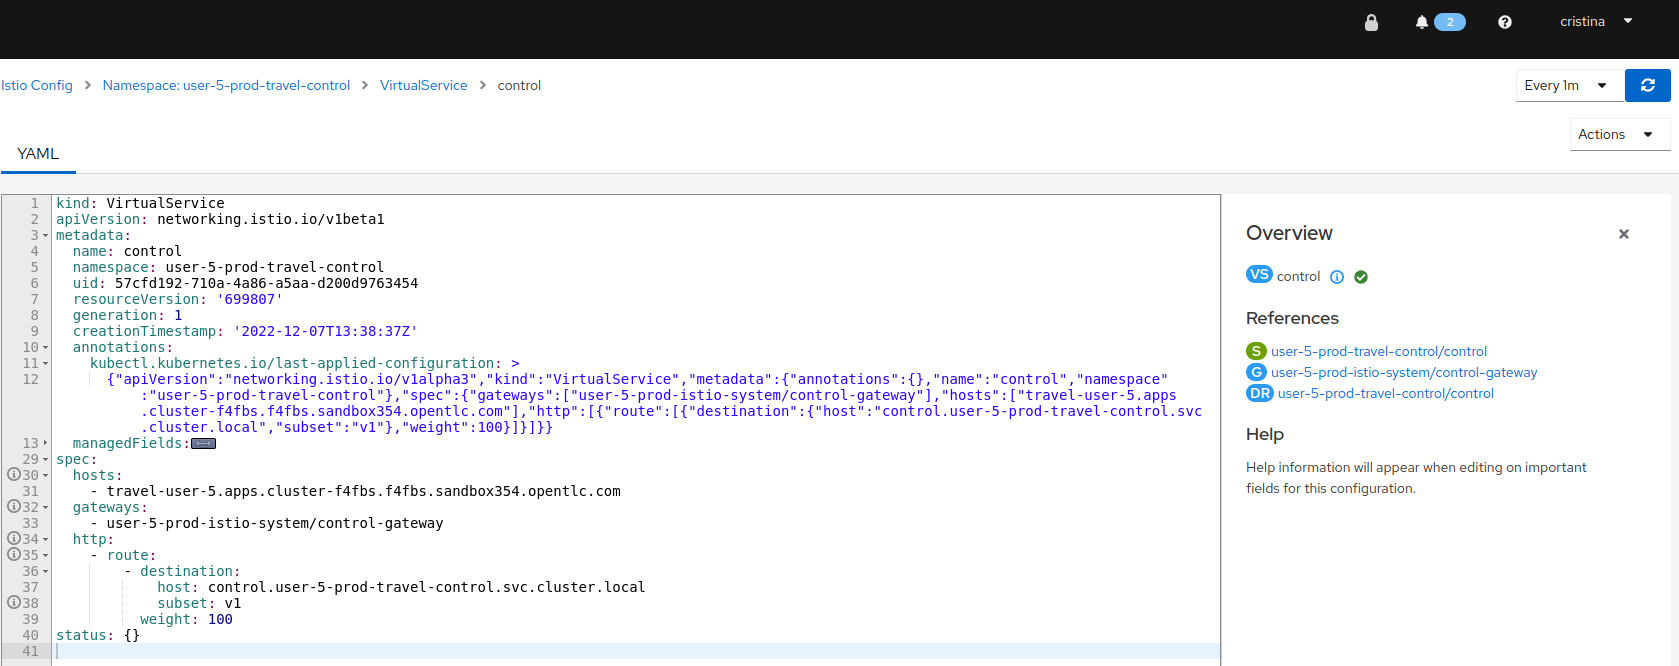 2
cristina
Istio Config > Namespace: user-5-prod-travel-control > VirtualService > control
Every 1m
Actions
YAML
1 kind: VirtualService
2 apiVersion: networking.istio.io/v1beta1
3 metadata:
4 name: control
5 namespace: user-5-prod-travel-control
6 uid: 57cfd192-710a-4a86-a5aa-d200d9763454
7 resourceVersion: '699807'
8 generation: 1
9 creationTimestamp: '2022-12-07T13:38:37Z'
10 annotations:
11 kubectl.kubernetes.io/last-applied-configuration: >
12 {"apiVersion":"networking.istio.io/v1alpha3","kind":"VirtualService","metadata":{"annotations":{},"name":"control","namespace"
:"user-5-prod-travel-control"},"spec":{"gateways":["user-5-prod-istio-system/control-gateway"],"hosts":["travel-user-5.apps
.cluster-f4fbs.f4fbs.sandbox354.opentlc.com"],"http":[{"route":[{"destination":{"host":"control.user-5-prod-travel-control.svc
.cluster.local","subset":"v1"},"weight":100}]}]}}
13 managedFields:
29 spec:
30 hosts:
31 - travel-user-5.apps.cluster-f4fbs.f4fbs.sandbox354.opentlc.com
32 gateways:
33 - user-5-prod-istio-system/control-gateway
34 http:
35 - route:
36 - destination:
37 host: control.user-5-prod-travel-control.svc.cluster.local
38 subset: v1
39 weight: 100
40 status: {}
41
Overview
VS control
References
S user-5-prod-travel-control/control
G user-5-prod-istio-system/control-gateway
DR user-5-prod-travel-control/control
Help
Help information will appear when editing on important
fields for this configuration.